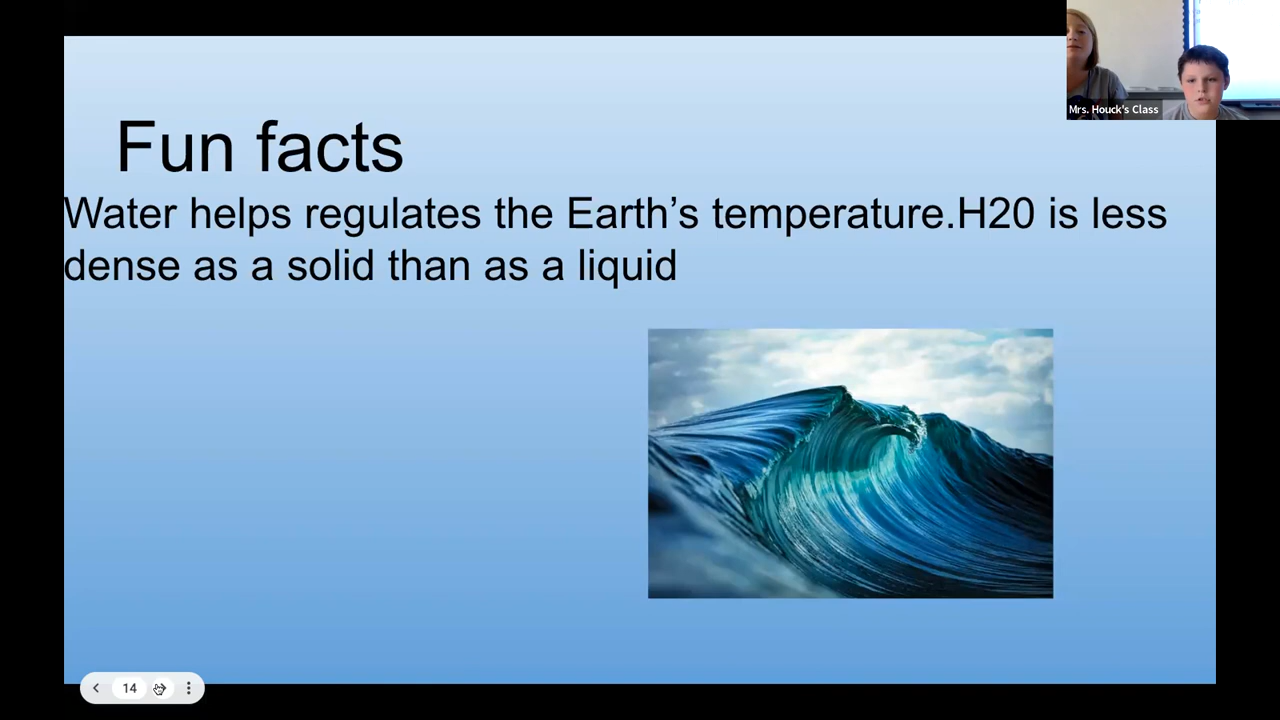 Mrs. Houck's Class
Fun facts
Water helps regulates the Earth’s temperature.H20 is less
dense as a solid than as a liquid
14